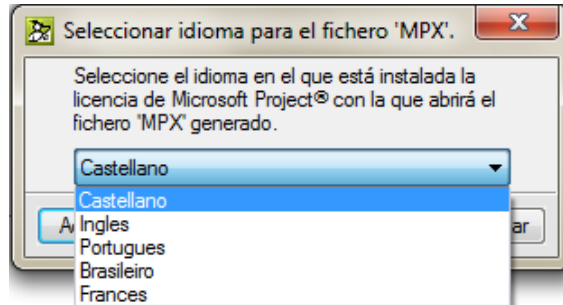 Seleccionar idioma para el fichero 'MPX'.
Seleccione el idioma en el que está instalada la
licencia de Microsoft Project® con la que abrirá el
fichero 'MPX' generado.
Castellano
Castellano
Ingles
Portugues
Brasileiro
Frances